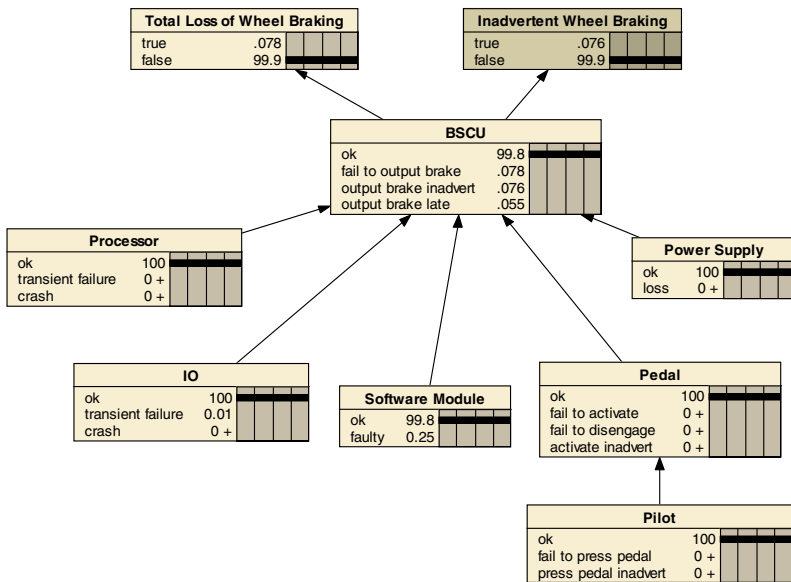 Total Loss of Wheel Braking
true .078
false 99.9
Inadvertent Wheel Braking
true .076
false 99.9
BSCU
ok 99.8
fail to output brake .078
output brake inadvert .076
output brake late .055
Processor
ok 100
transient failure 0 +
crash 0 +
Power Supply
ok 100
loss 0 +
IO
ok 100
transient failure 0.01
crash 0 +
Software Module
ok 99.8
faulty 0.25
Pedal
ok 100
fail to activate 0 +
fail to disengage 0 +
activate inadvert 0 +
Pilot
ok 100
fail to press pedal 0 +
press pedal inadvert 0 +